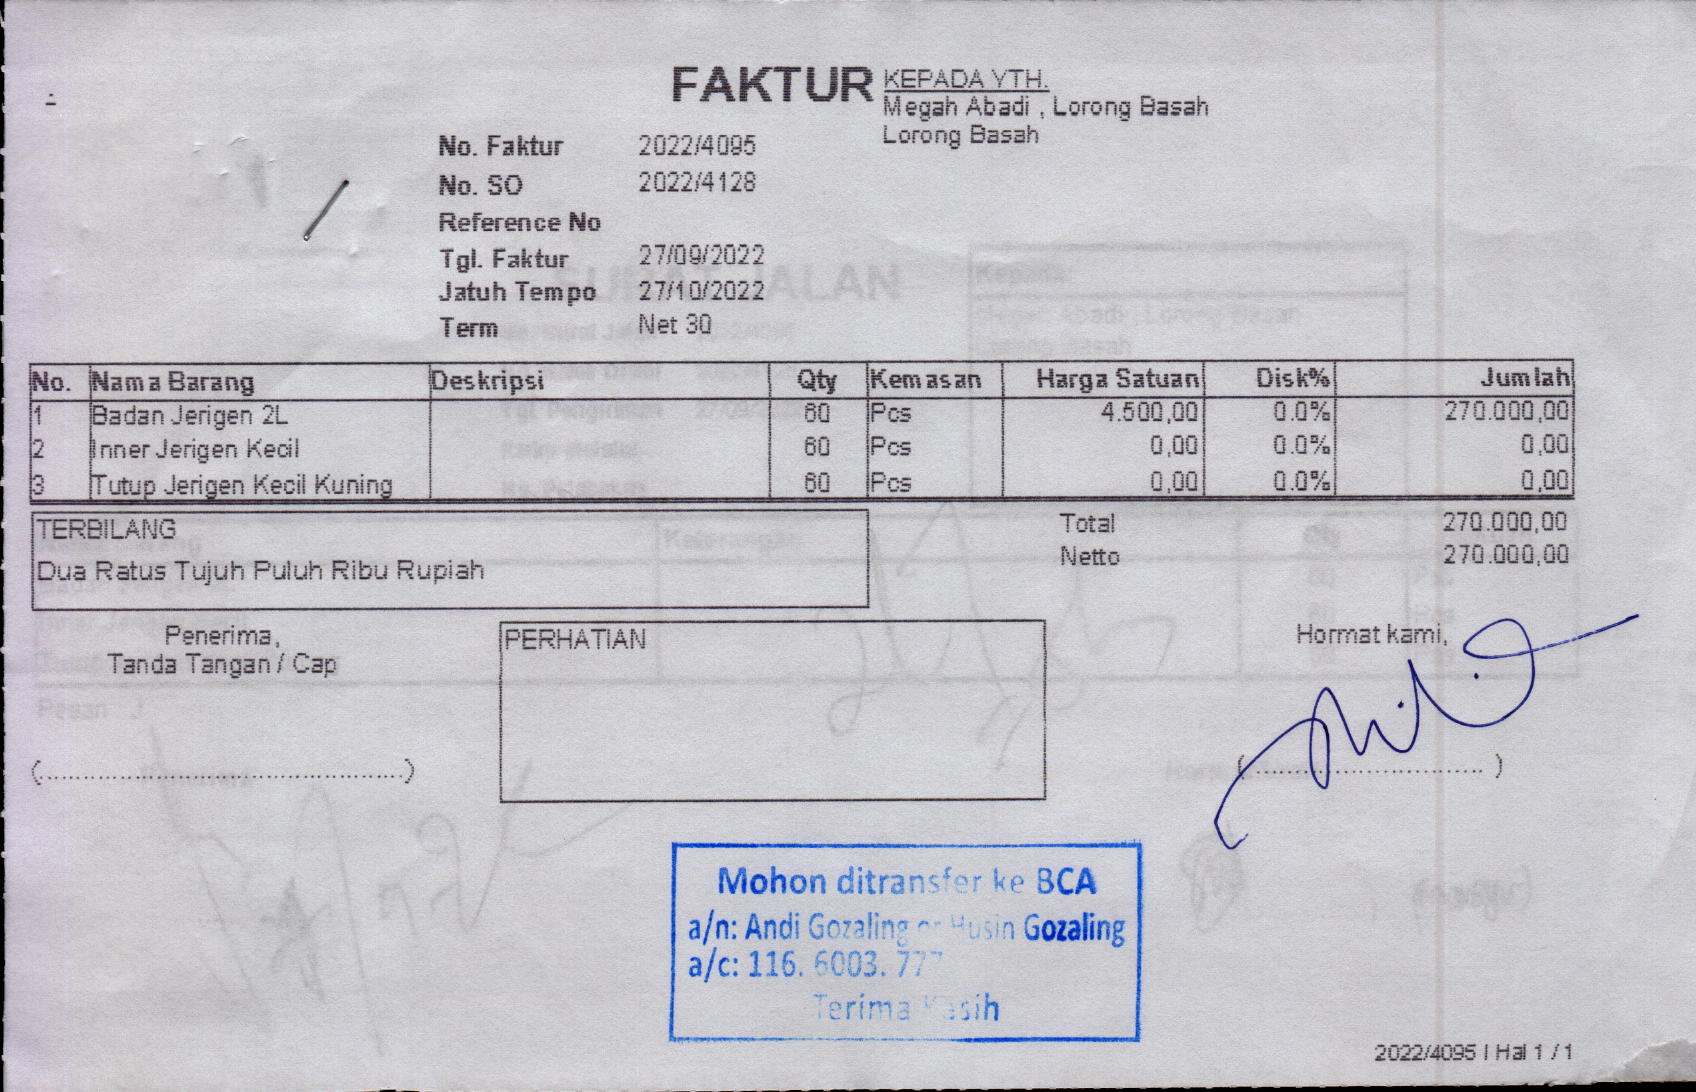 FAKTUR
KEPADA YTH.
Megah Abadi , Lorong Basah
Lorong Basah
No. Faktur 2022/4095
No. SO 2022/4128
Reference No
Tgl. Faktur 27/09/2022
Jatuh Tempo 27/10/2022
Term Net 30
No. Nama Barang Deskripsi Qty Kemasan Harga Satuan Disk% Jumlah
1 Badan Jerigen 2L 60 Pcs 4.500,00 0.0% 270.000,00
2 Inner Jerigen Kecil 60 Pcs 0,00 0.0% 0,00
3 Tutup Jerigen Kecil Kuning 60 Pcs 0,00 0.0% 0,00
TERBILANG
Dua Ratus Tujuh Puluh Ribu Rupiah
Total 270.000,00
Netto 270.000,00
Penerima,
Tanda Tangan / Cap
(..................................................)
PERHATIAN
Hormat kami,
(................................ )
Mohon ditransfer ke BCA
a/n: Andi Gozaling or Husin Gozaling
a/c: 116. 6003. 777
Terima Kasih
2022/4095 | Hal 1 / 1